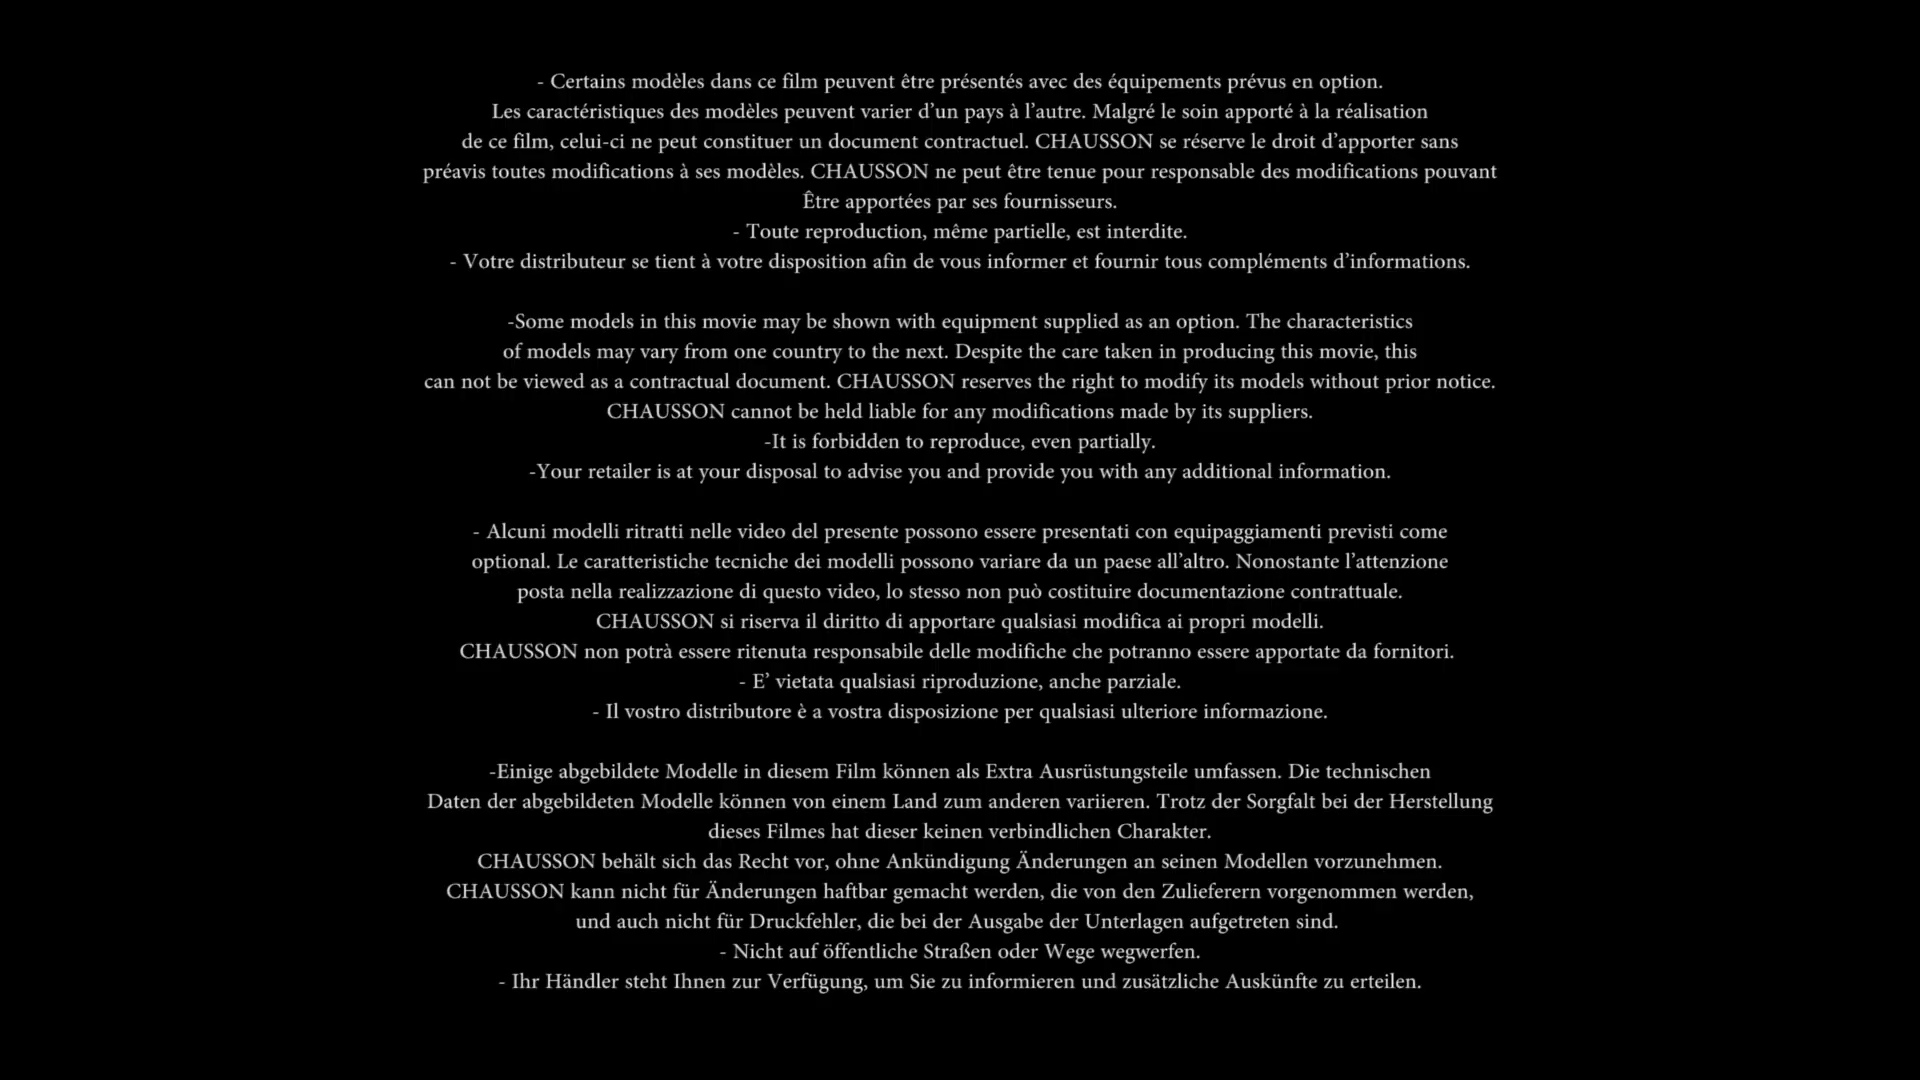 - Certains modèles dans ce film peuvent être présentés avec des équipements prévus en option.
Les caractéristiques des modèles peuvent varier d’un pays à l’autre. Malgré le soin apporté à la réalisation
de ce film, celui-ci ne peut constituer un document contractuel. CHAUSSON se réserve le droit d’apporter sans
préavis toutes modifications à ses modèles. CHAUSSON ne peut être tenue pour responsable des modifications pouvant
Être apportées par ses fournisseurs.
- Toute reproduction, même partielle, est interdite.
- Votre distributeur se tient à votre disposition afin de vous informer et fournir tous compléments d’informations.
-Some models in this movie may be shown with equipment supplied as an option. The characteristics
of models may vary from one country to the next. Despite the care taken in producing this movie, this
can not be viewed as a contractual document. CHAUSSON reserves the right to modify its models without prior notice.
CHAUSSON cannot be held liable for any modifications made by its suppliers.
-It is forbidden to reproduce, even partially.
-Your retailer is at your disposal to advise you and provide you with any additional information.
- Alcuni modelli ritratti nelle video del presente possono essere presentati con equipaggiamenti previsti come
optional. Le caratteristiche tecniche dei modelli possono variare da un paese all’altro. Nonostante l’attenzione
posta nella realizzazione di questo video, lo stesso non può costituire documentazione contrattuale.
CHAUSSON si riserva il diritto di apportare qualsiasi modifica ai propri modelli.
CHAUSSON non potrà essere ritenuta responsabile delle modifiche che potranno essere apportate da fornitori.
- E’ vietata qualsiasi riproduzione, anche parziale.
- Il vostro distributore è a vostra disposizione per qualsiasi ulteriore informazione.
-Einige abgebildete Modelle in diesem Film können als Extra Ausrüstungsteile umfassen. Die technischen
Daten der abgebildeten Modelle können von einem Land zum anderen variieren. Trotz der Sorgfalt bei der Herstellung
dieses Filmes hat dieser keinen verbindlichen Charakter.
CHAUSSON behält sich das Recht vor, ohne Ankündigung Änderungen an seinen Modellen vorzunehmen.
CHAUSSON kann nicht für Änderungen haftbar gemacht werden, die von den Zulieferern vorgenommen werden,
und auch nicht für Druckfehler, die bei der Ausgabe der Unterlagen aufgetreten sind.
- Nicht auf öffentliche Straßen oder Wege wegwerfen.
- Ihr Händler steht Ihnen zur Verfügung, um Sie zu informieren und zusätzliche Auskünfte zu erteilen.